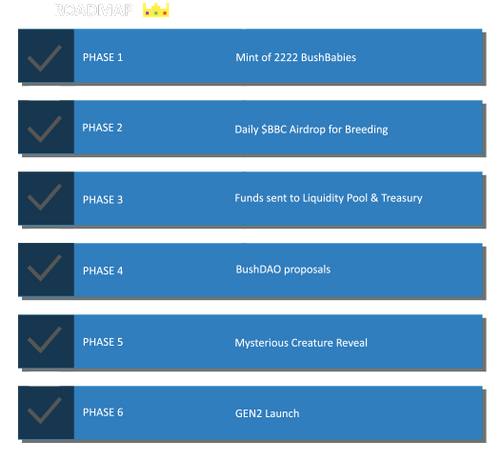 ROADMAP
PHASE 1 Mint of 2222 BushBabies
PHASE 2 Daily $BBC Airdrop for Breeding
PHASE 3 Funds sent to Liquidity Pool & Treasury
PHASE 4 BushDAO proposals
PHASE 5 Mysterious Creature Reveal
PHASE 6 GEN2 Launch